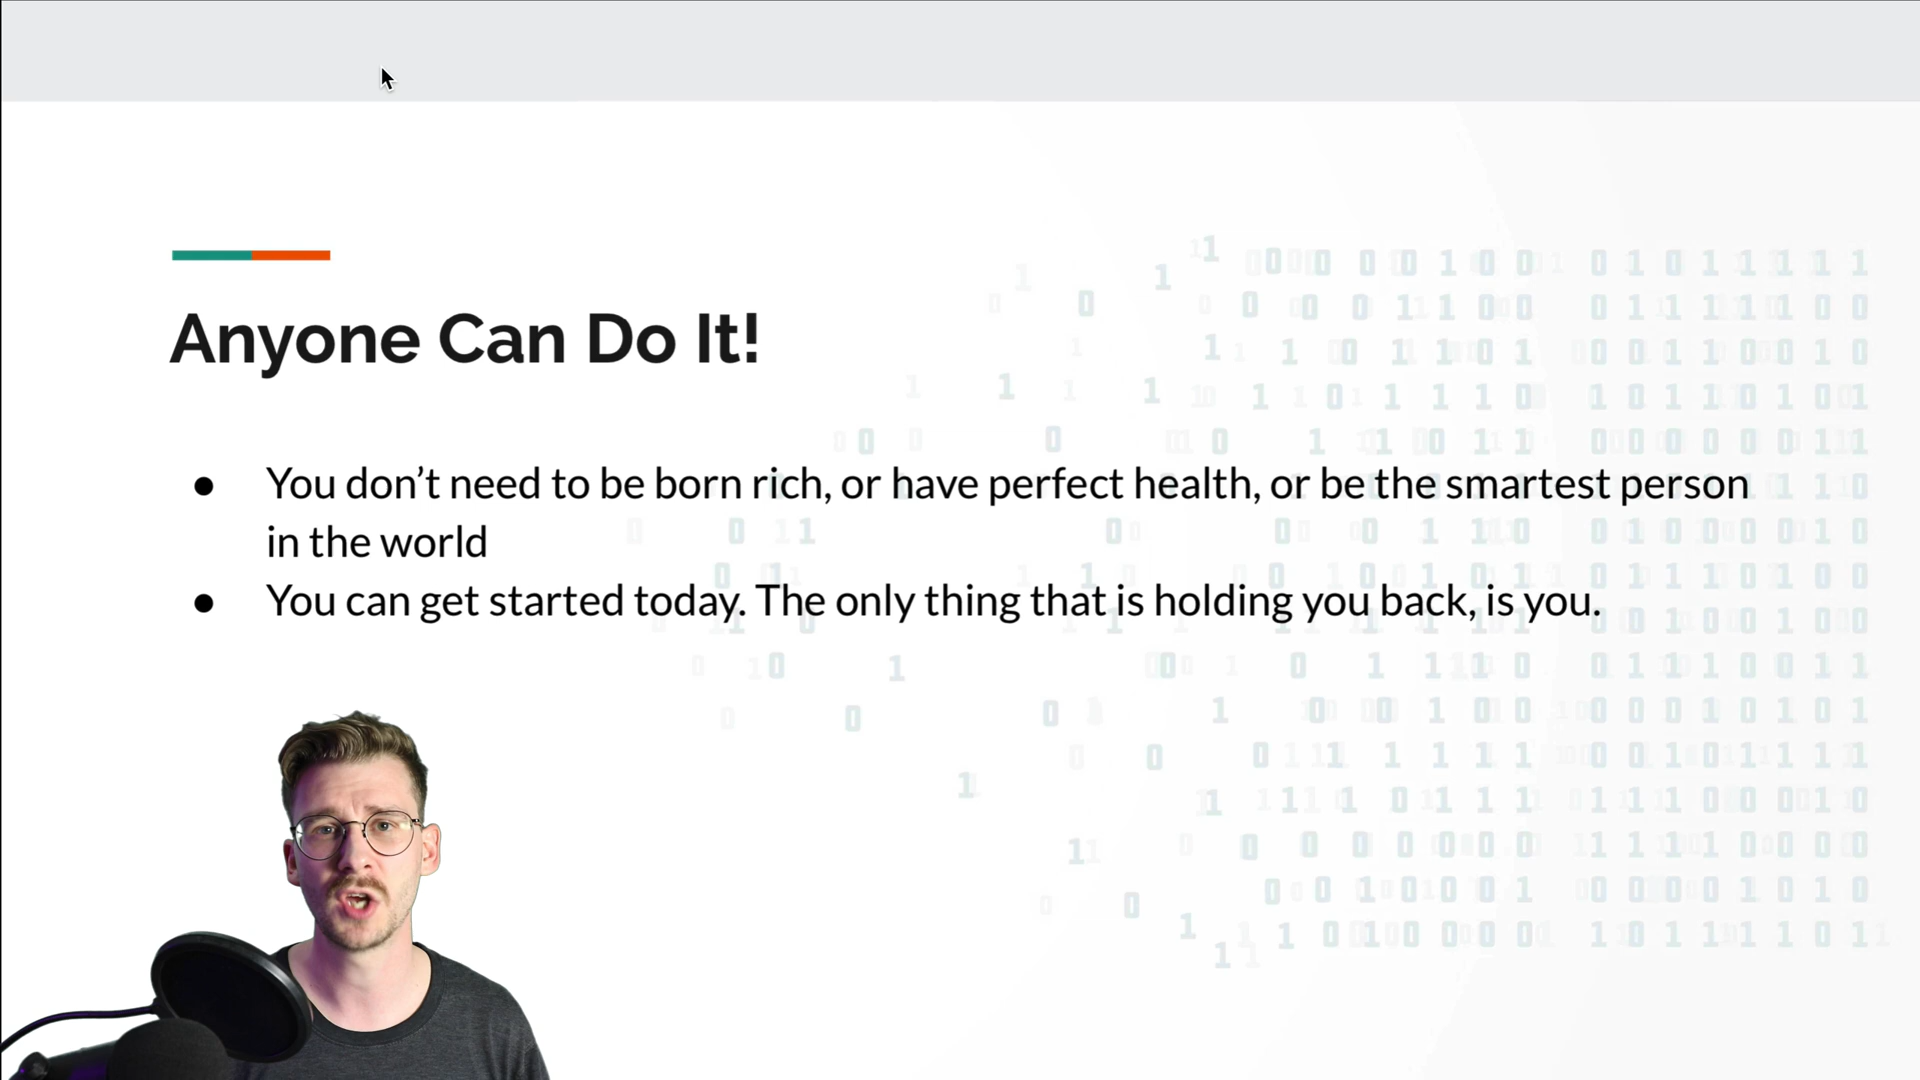 Anyone Can Do It!
● You don’t need to be born rich, or have perfect health, or be the smartest person
in the world
● You can get started today. The only thing that is holding you back, is you.